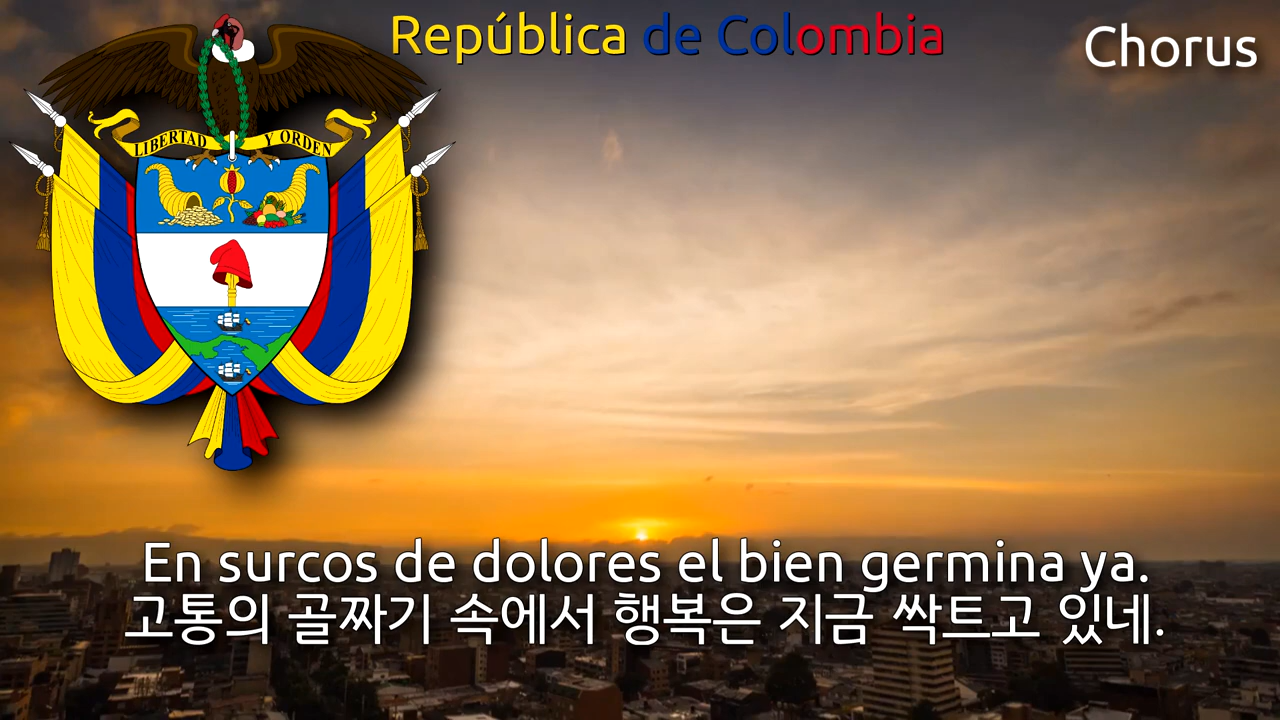 República de Colombia
Chorus
LIBERTAD Y ORDEN
En surcos de dolores el bien germina ya.
고통의 골짜기 속에서 행복은 지금 싹트고 있네.